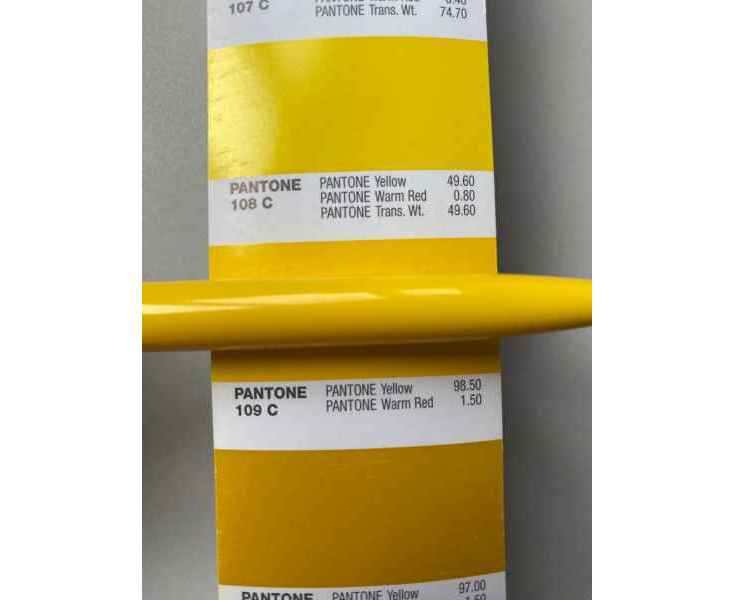 107 C
PANTONE Trans. Wt. 74.70
PANTONE PANTONE Yellow 49.60
108 C PANTONE Warm Red 0.80
PANTONE Trans. Wt. 49.60
PANTONE PANTONE Yellow 98.50
109 C PANTONE Warm Red 1.50
PANTONE PANTONE Yellow 97.00